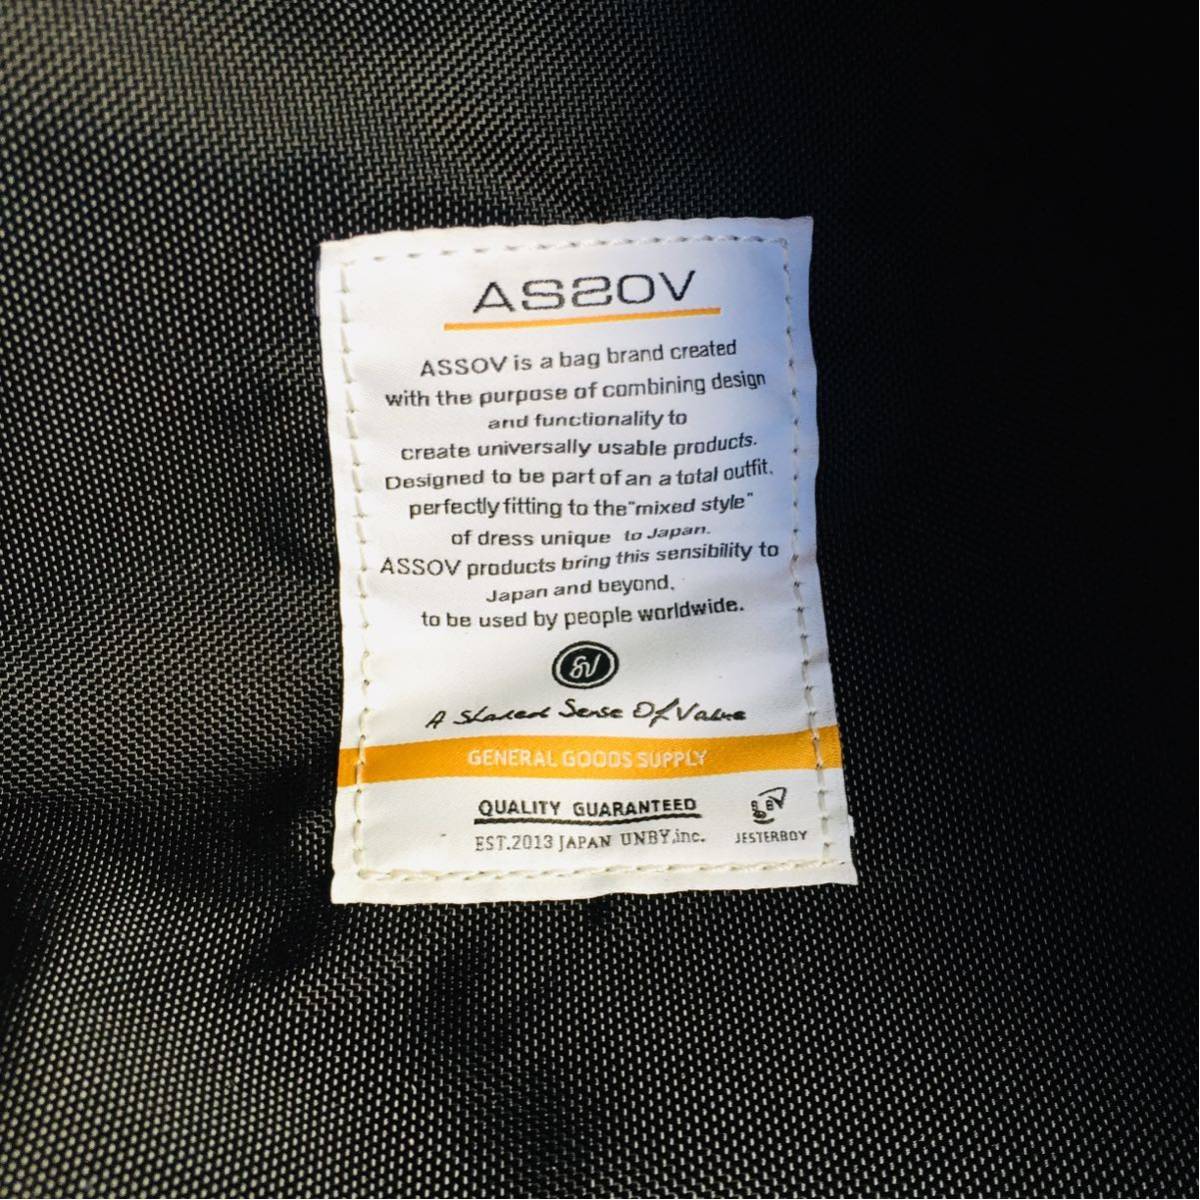 ASSOV
ASSOV is a bag brand created
with the purpose of combining design
and functionality to
create universally usable products.
Designed to be part of an a total outfit.
perfectly fitting to the "mixed style"
of dress unique to Japan.
ASSOV products bring this sensibility to
Japan and beyond.
to be used by people worldwide.
SV
A Shared Sense Of Value
GENERAL GOODS SUPPLY
QUALITY GUARANTEED
EST.2013 JAPAN UNBY,inc.
JESTERBOY